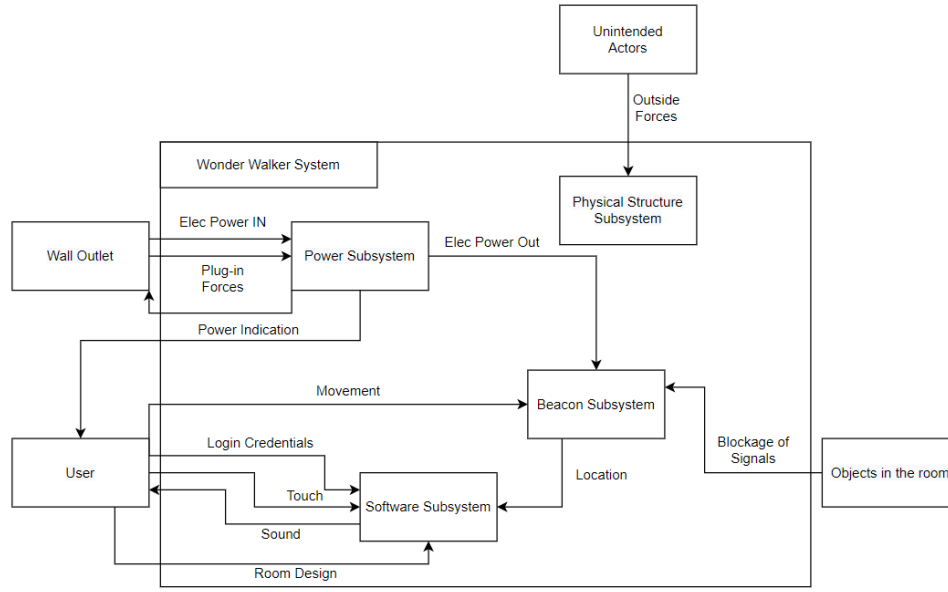 Unintended
Actors
Outside
Forces
Wonder Walker System
Physical Structure
Subsystem
Elec Power IN
Elec Power Out
Wall Outlet
Power Subsystem
Plug-in
Forces
Power Indication
Movement
Beacon Subsystem
Login Credentials
Blockage of
Signals
User
Location
Objects in the room
Touch
Software Subsystem
Sound
Room Design